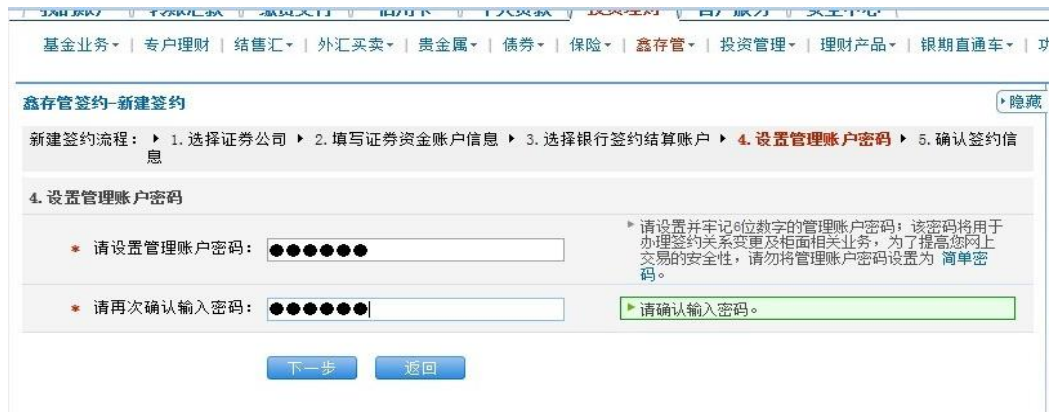 基金业务 | 专户理财 | 结售汇 | 外汇买卖 | 贵金属 | 债券 | 保险 | 鑫存管 | 投资管理 | 理财产品 | 银期直通车 |
鑫存管签约-新建签约
隐藏
新建签约流程： 1.选择证券公司 2.填写证券资金账户信息 3.选择银行签约结算账户 4.设置管理账户密码 5.确认签约信
息
4.设置管理账户密码
* 请设置管理账户密码： ●●●●●●
请设置并牢记6位数字的管理账户密码；该密码将用于
办理签约关系变更及柜面相关业务，为了提高您网上
交易的安全性，请勿将管理账户密码设置为 简单密
码。
* 请再次确认输入密码： ●●●●●●
请确认输入密码。
下一步
返回